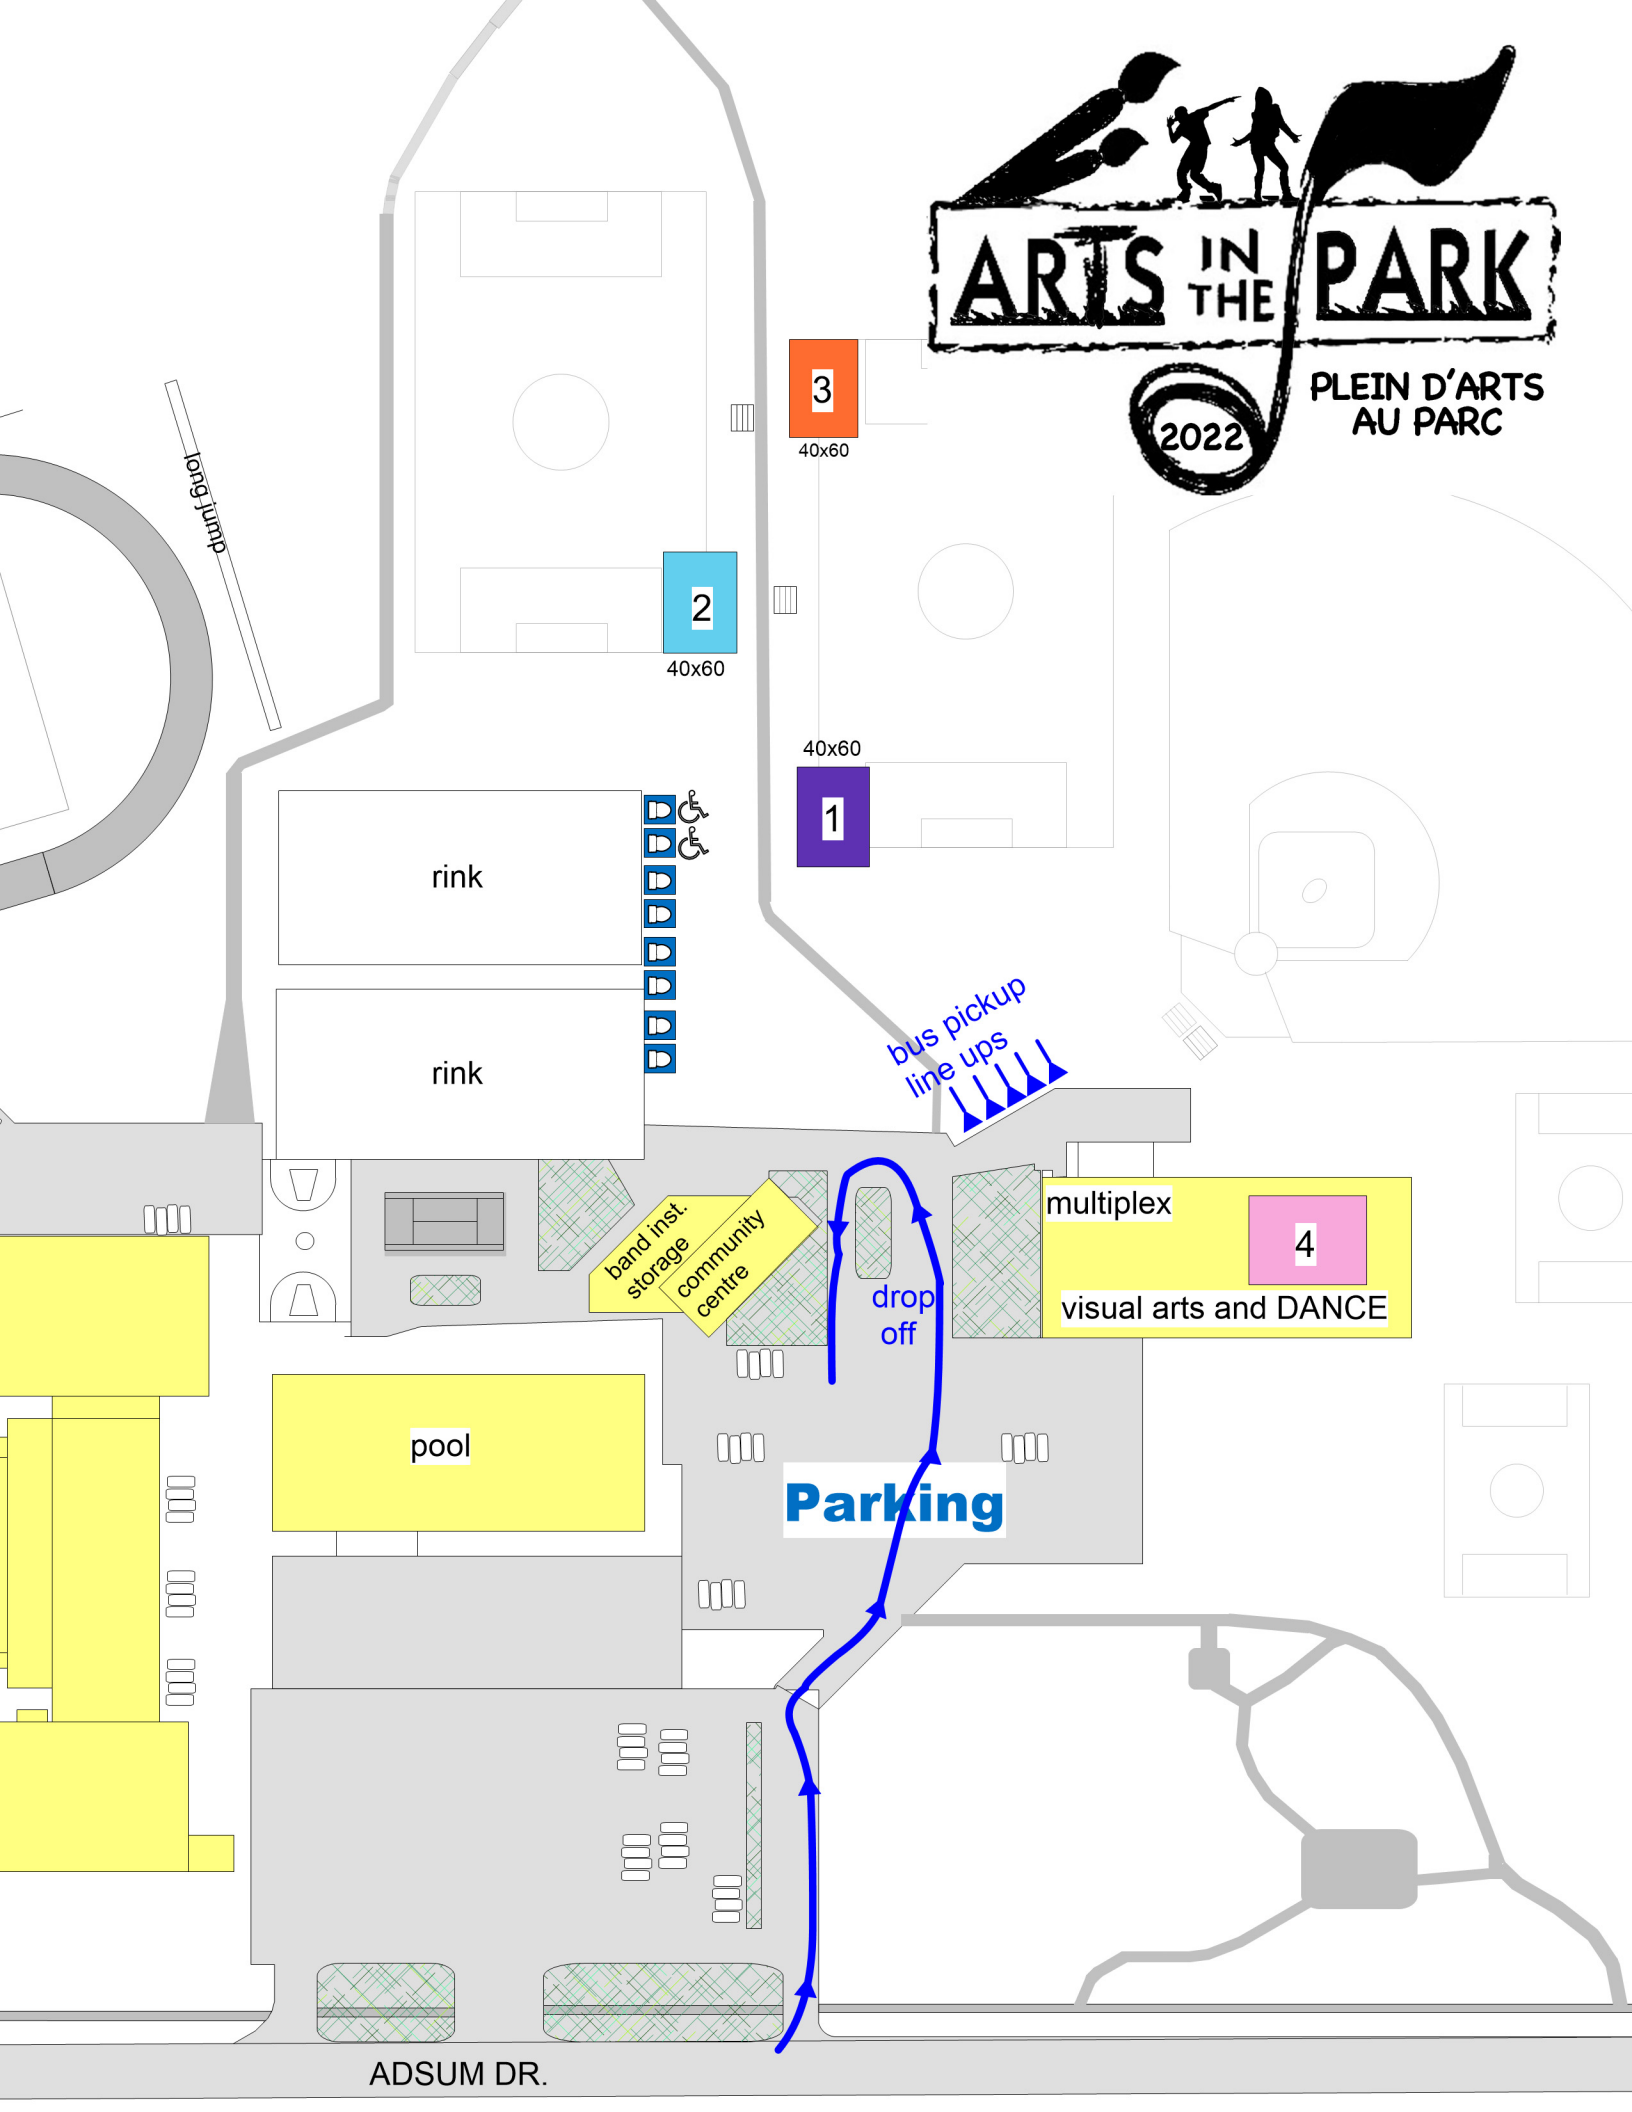 ARTS IN THE PARK
PLEIN D'ARTS
AU PARC
2022
3
40x60
long jump
2
40x60
40x60
1
rink
rink
bus pickup
line ups
band inst.
storage
community
centre
multiplex
4
visual arts and DANCE
drop
off
pool
Parking
ADSUM DR.